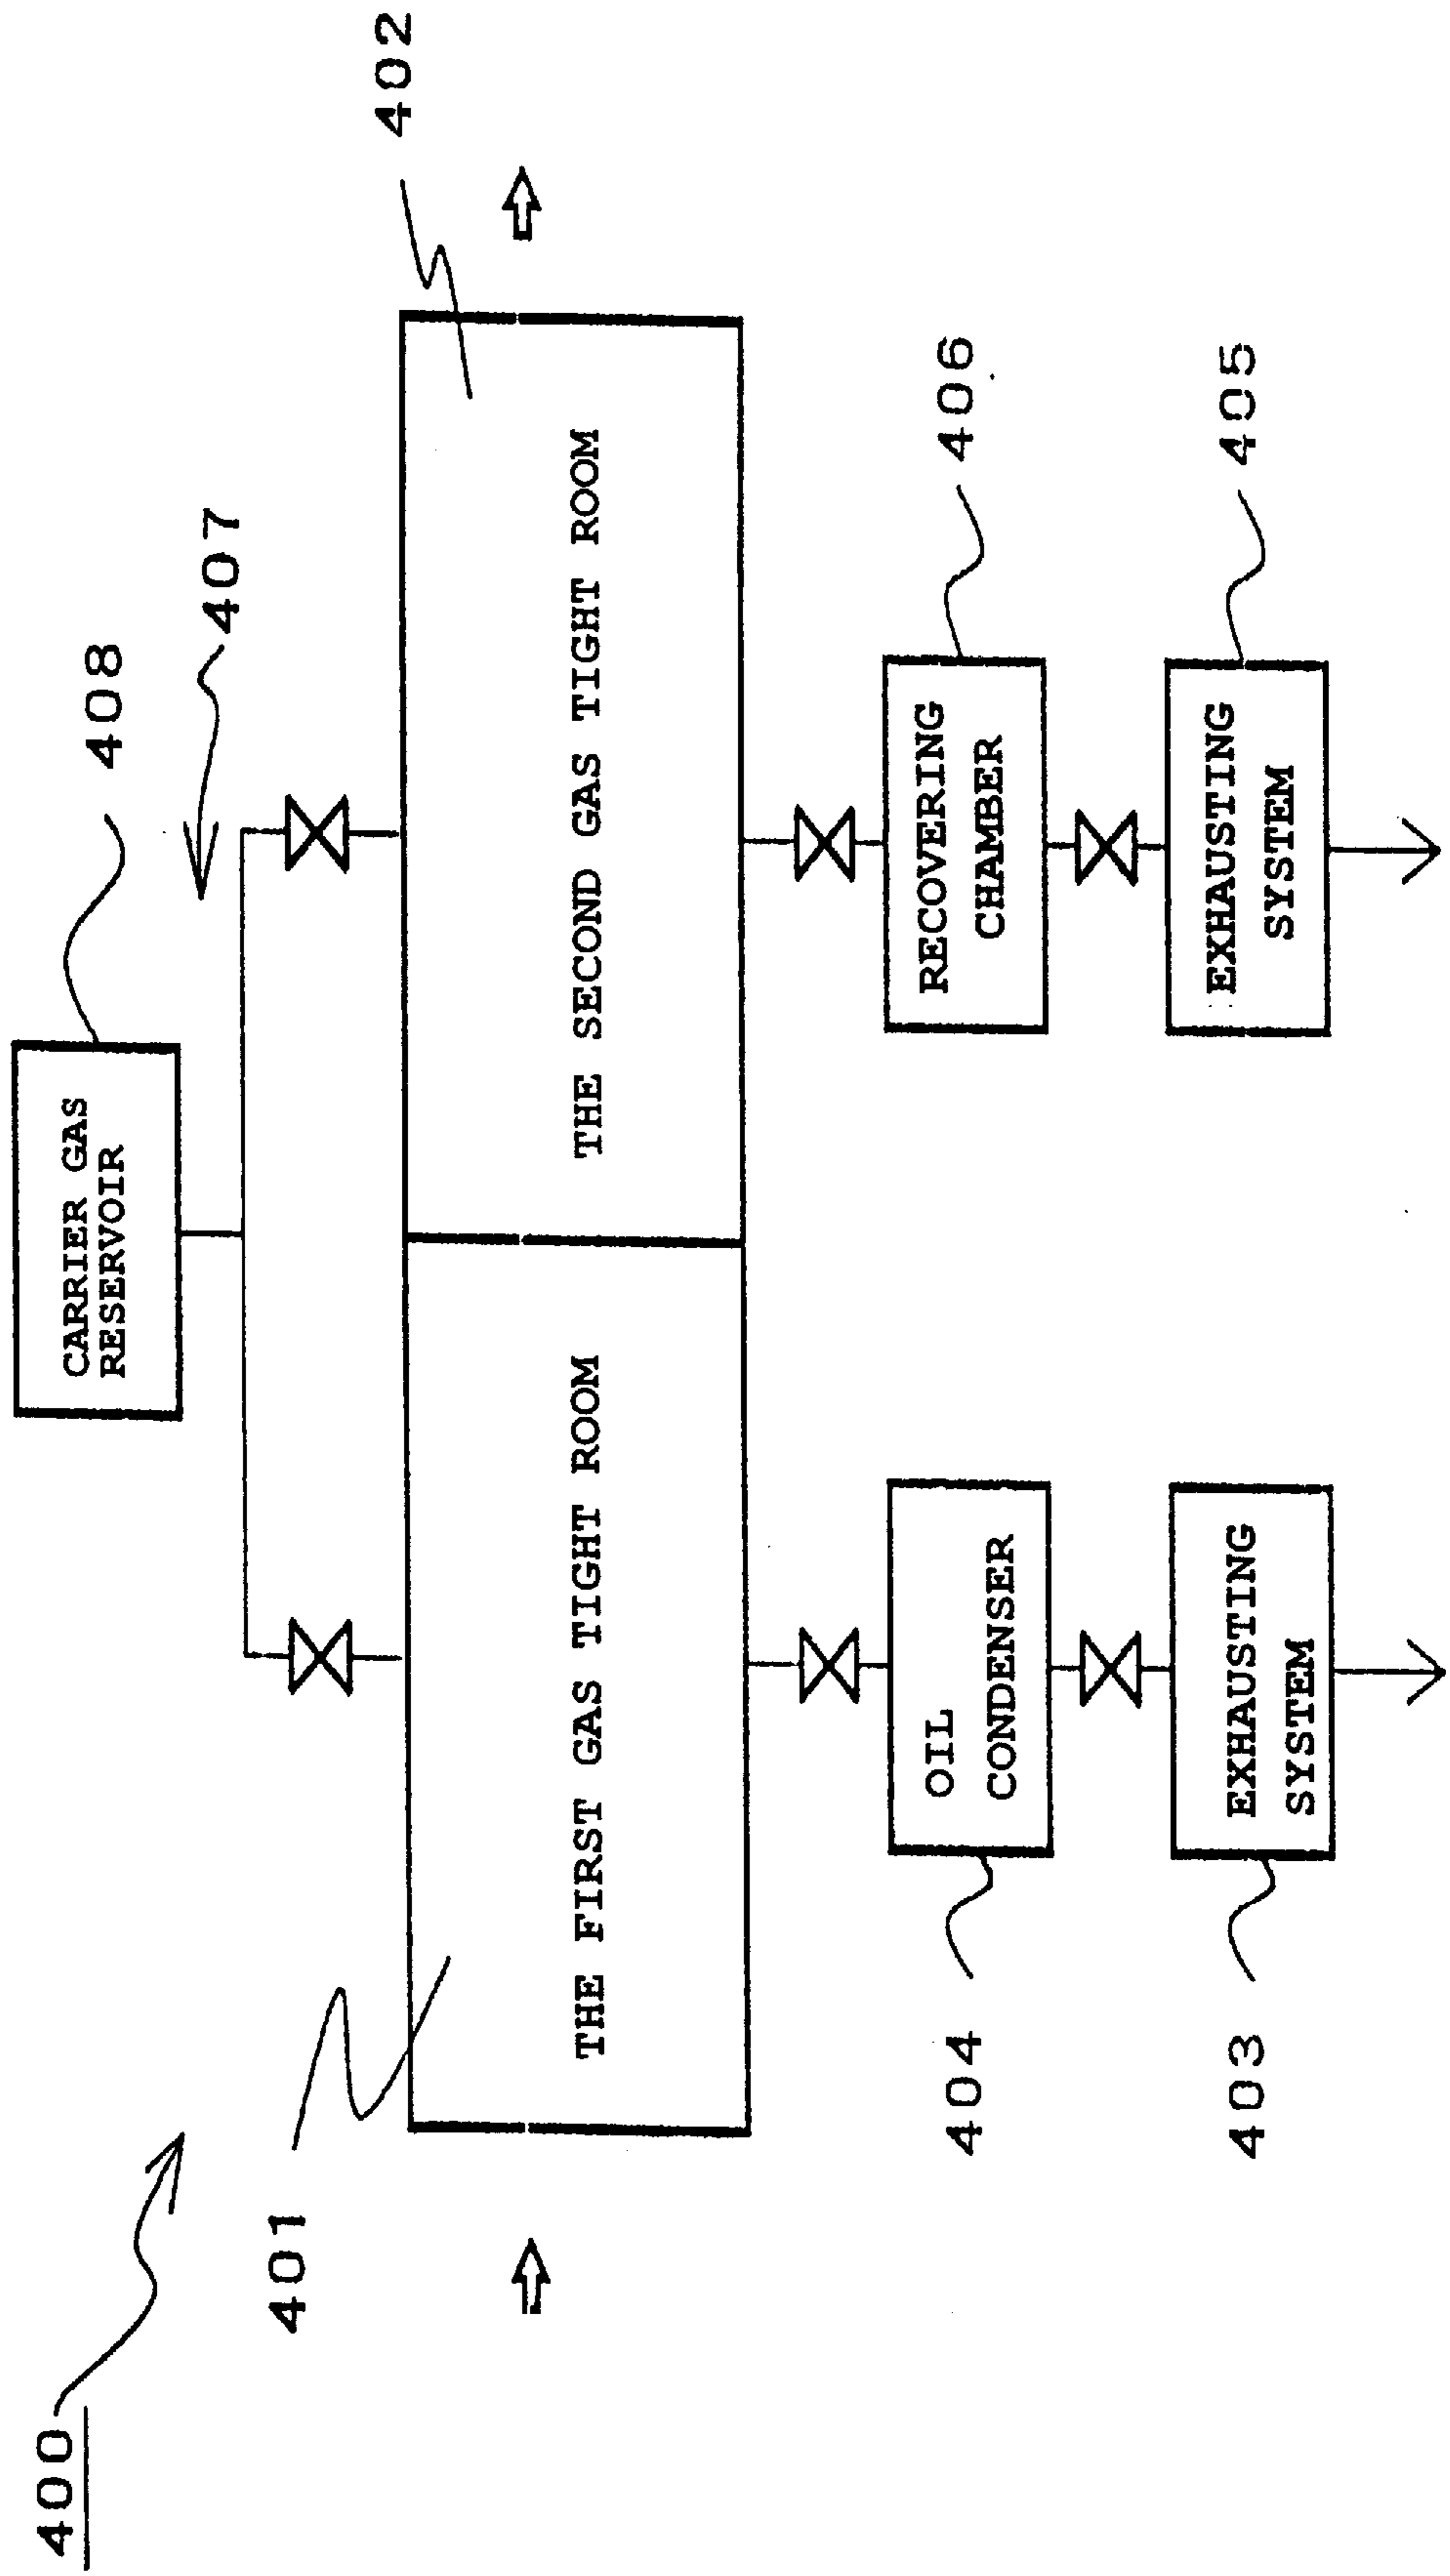 400
408
CARRIER GAS
RESERVOIR
407
401
402
THE FIRST GAS TIGHT ROOM
THE SECOND GAS TIGHT ROOM
404
OIL
CONDENSER
RECOVERING
CHAMBER
406
403
EXHAUSTING
SYSTEM
EXHAUSTING
SYSTEM
405